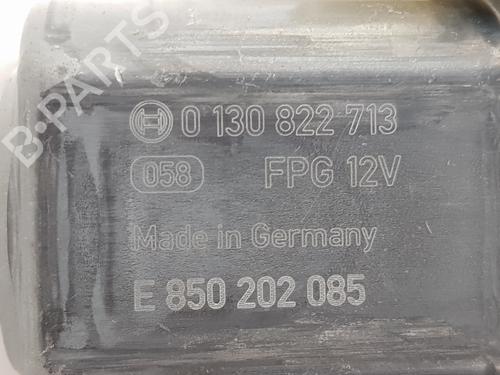 B-PARTS
0 130 822 713
058 FPG 12V
Made in Germany
E 850 202 085